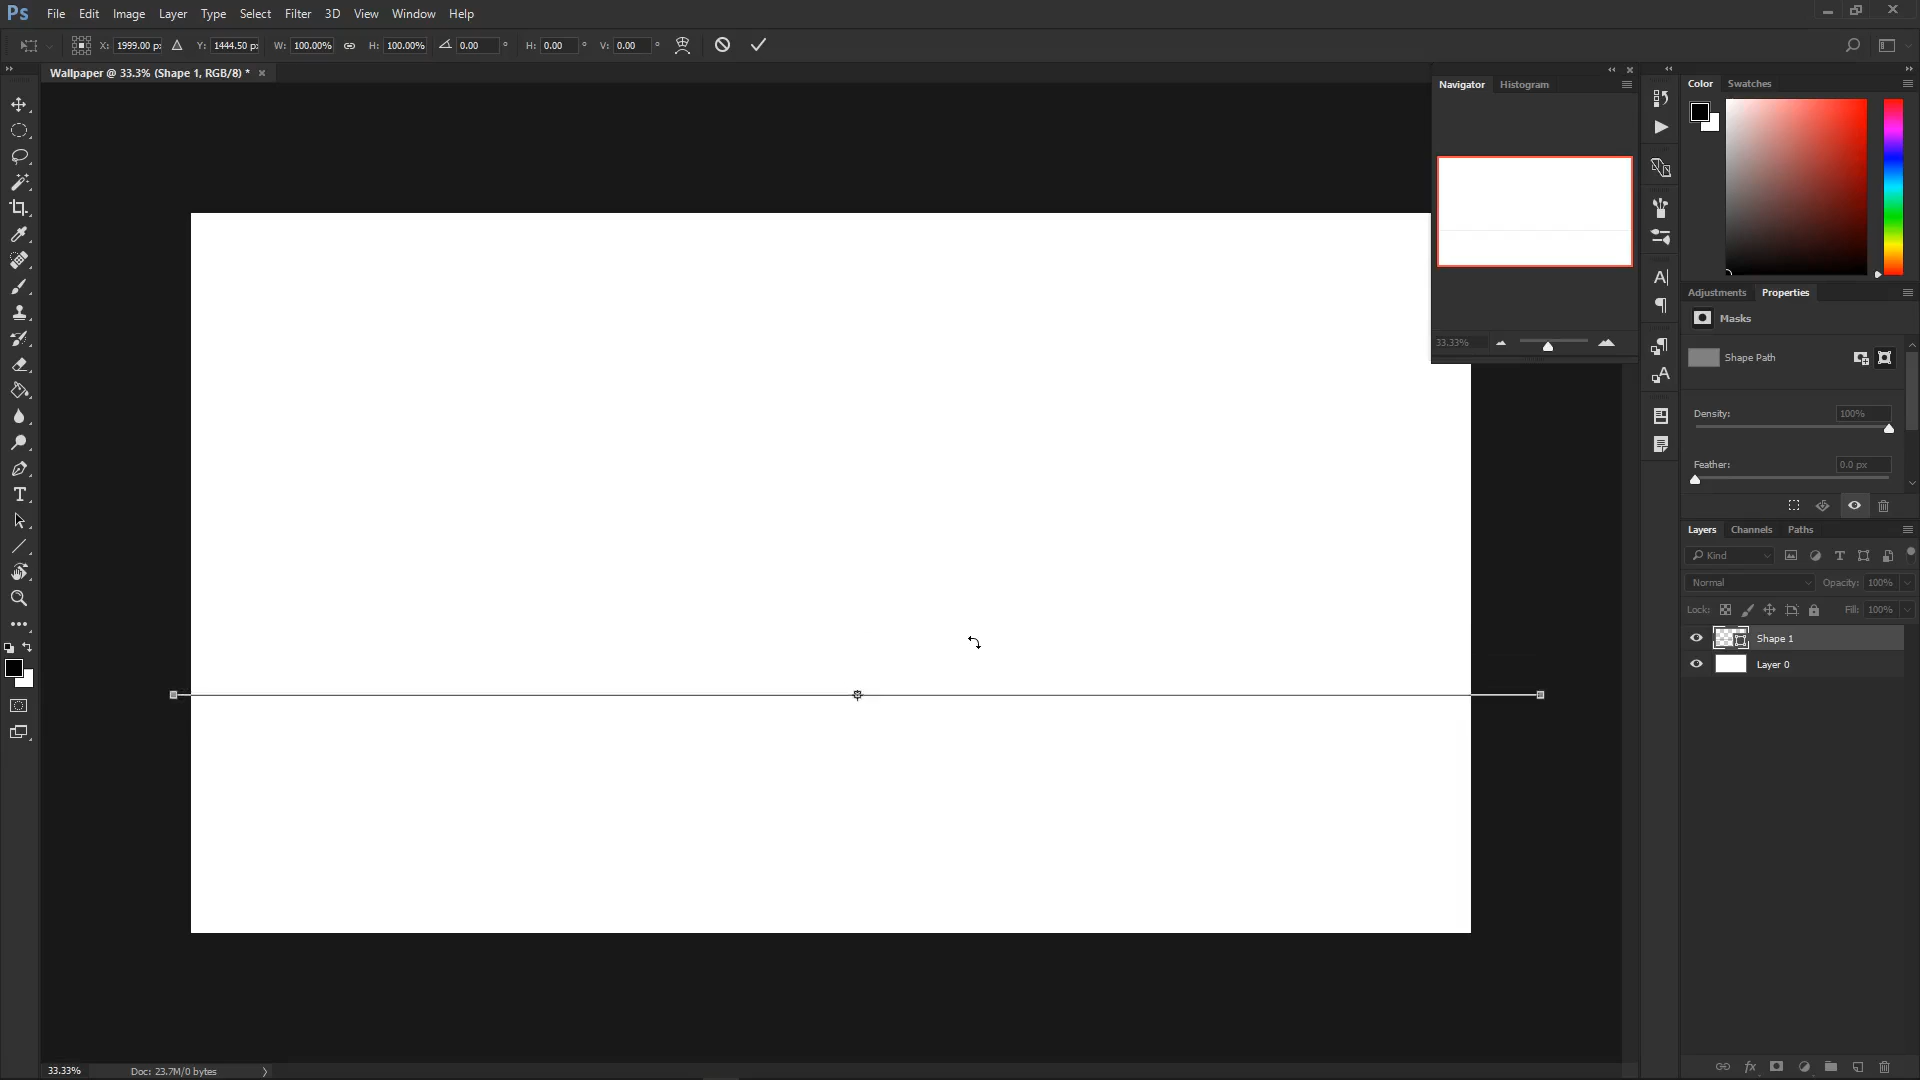 Ps File Edit Image Layer Type Select Filter 3D View Window Help
X: 1999.00 px Y: 1444.50 px W: 100.00% H: 100.00% 0.00 ° H: 0.00 ° V: 0.00 °
Wallpaper @ 33.3% (Shape 1, RGB/8) *
Navigator Histogram
33.33%
Color Swatches
Adjustments Properties
Masks
Shape Path
Density: 100%
Feather: 0.0 px
Layers Channels Paths
Kind
Normal Opacity: 100%
Lock: Fill: 100%
Shape 1
Layer 0
33.33% Doc: 23.7M/0 bytes